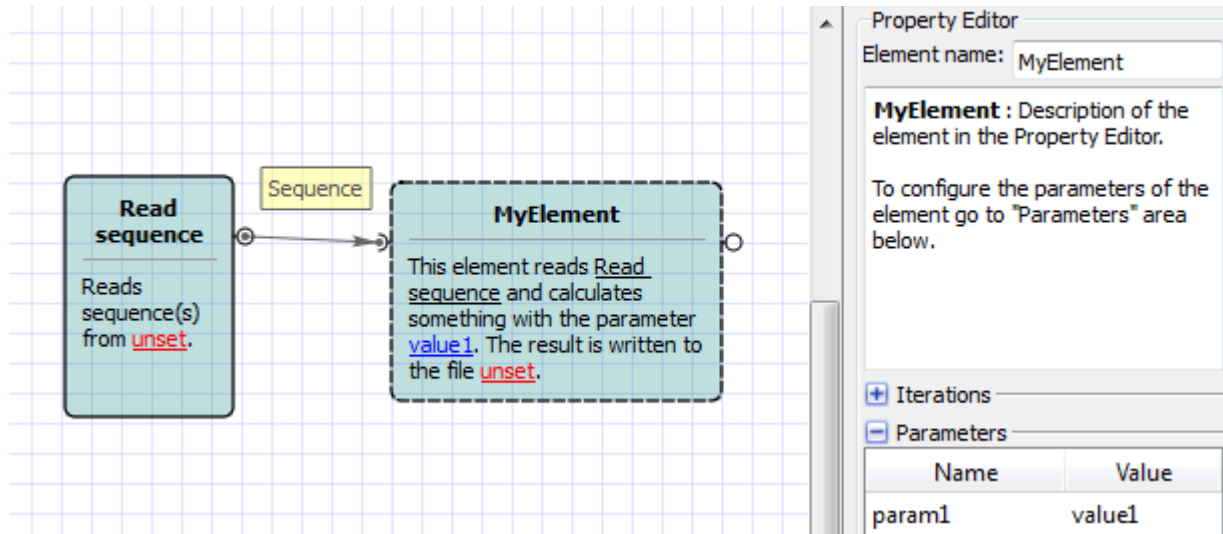 Property Editor
Element name: MyElement
MyElement : Description of the
element in the Property Editor.
To configure the parameters of the
element go to "Parameters" area
below.
Iterations
Parameters
Name Value
param1 value1
Sequence
Read
sequence
Reads
sequence(s)
from unset.
MyElement
This element reads Read
sequence and calculates
something with the parameter
value1. The result is written to
the file unset.